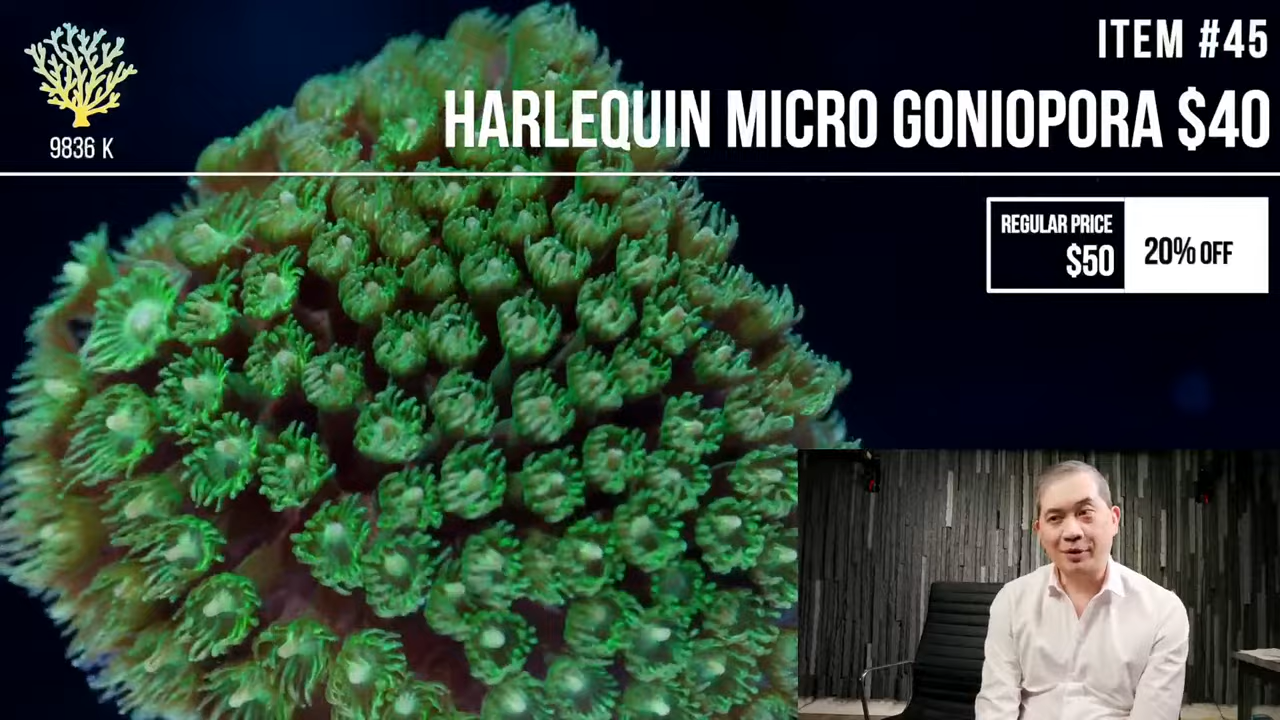 ITEM #45
HARLEQUIN MICRO GONIOPORA $40
9836 K
REGULAR PRICE
$50
20% OFF